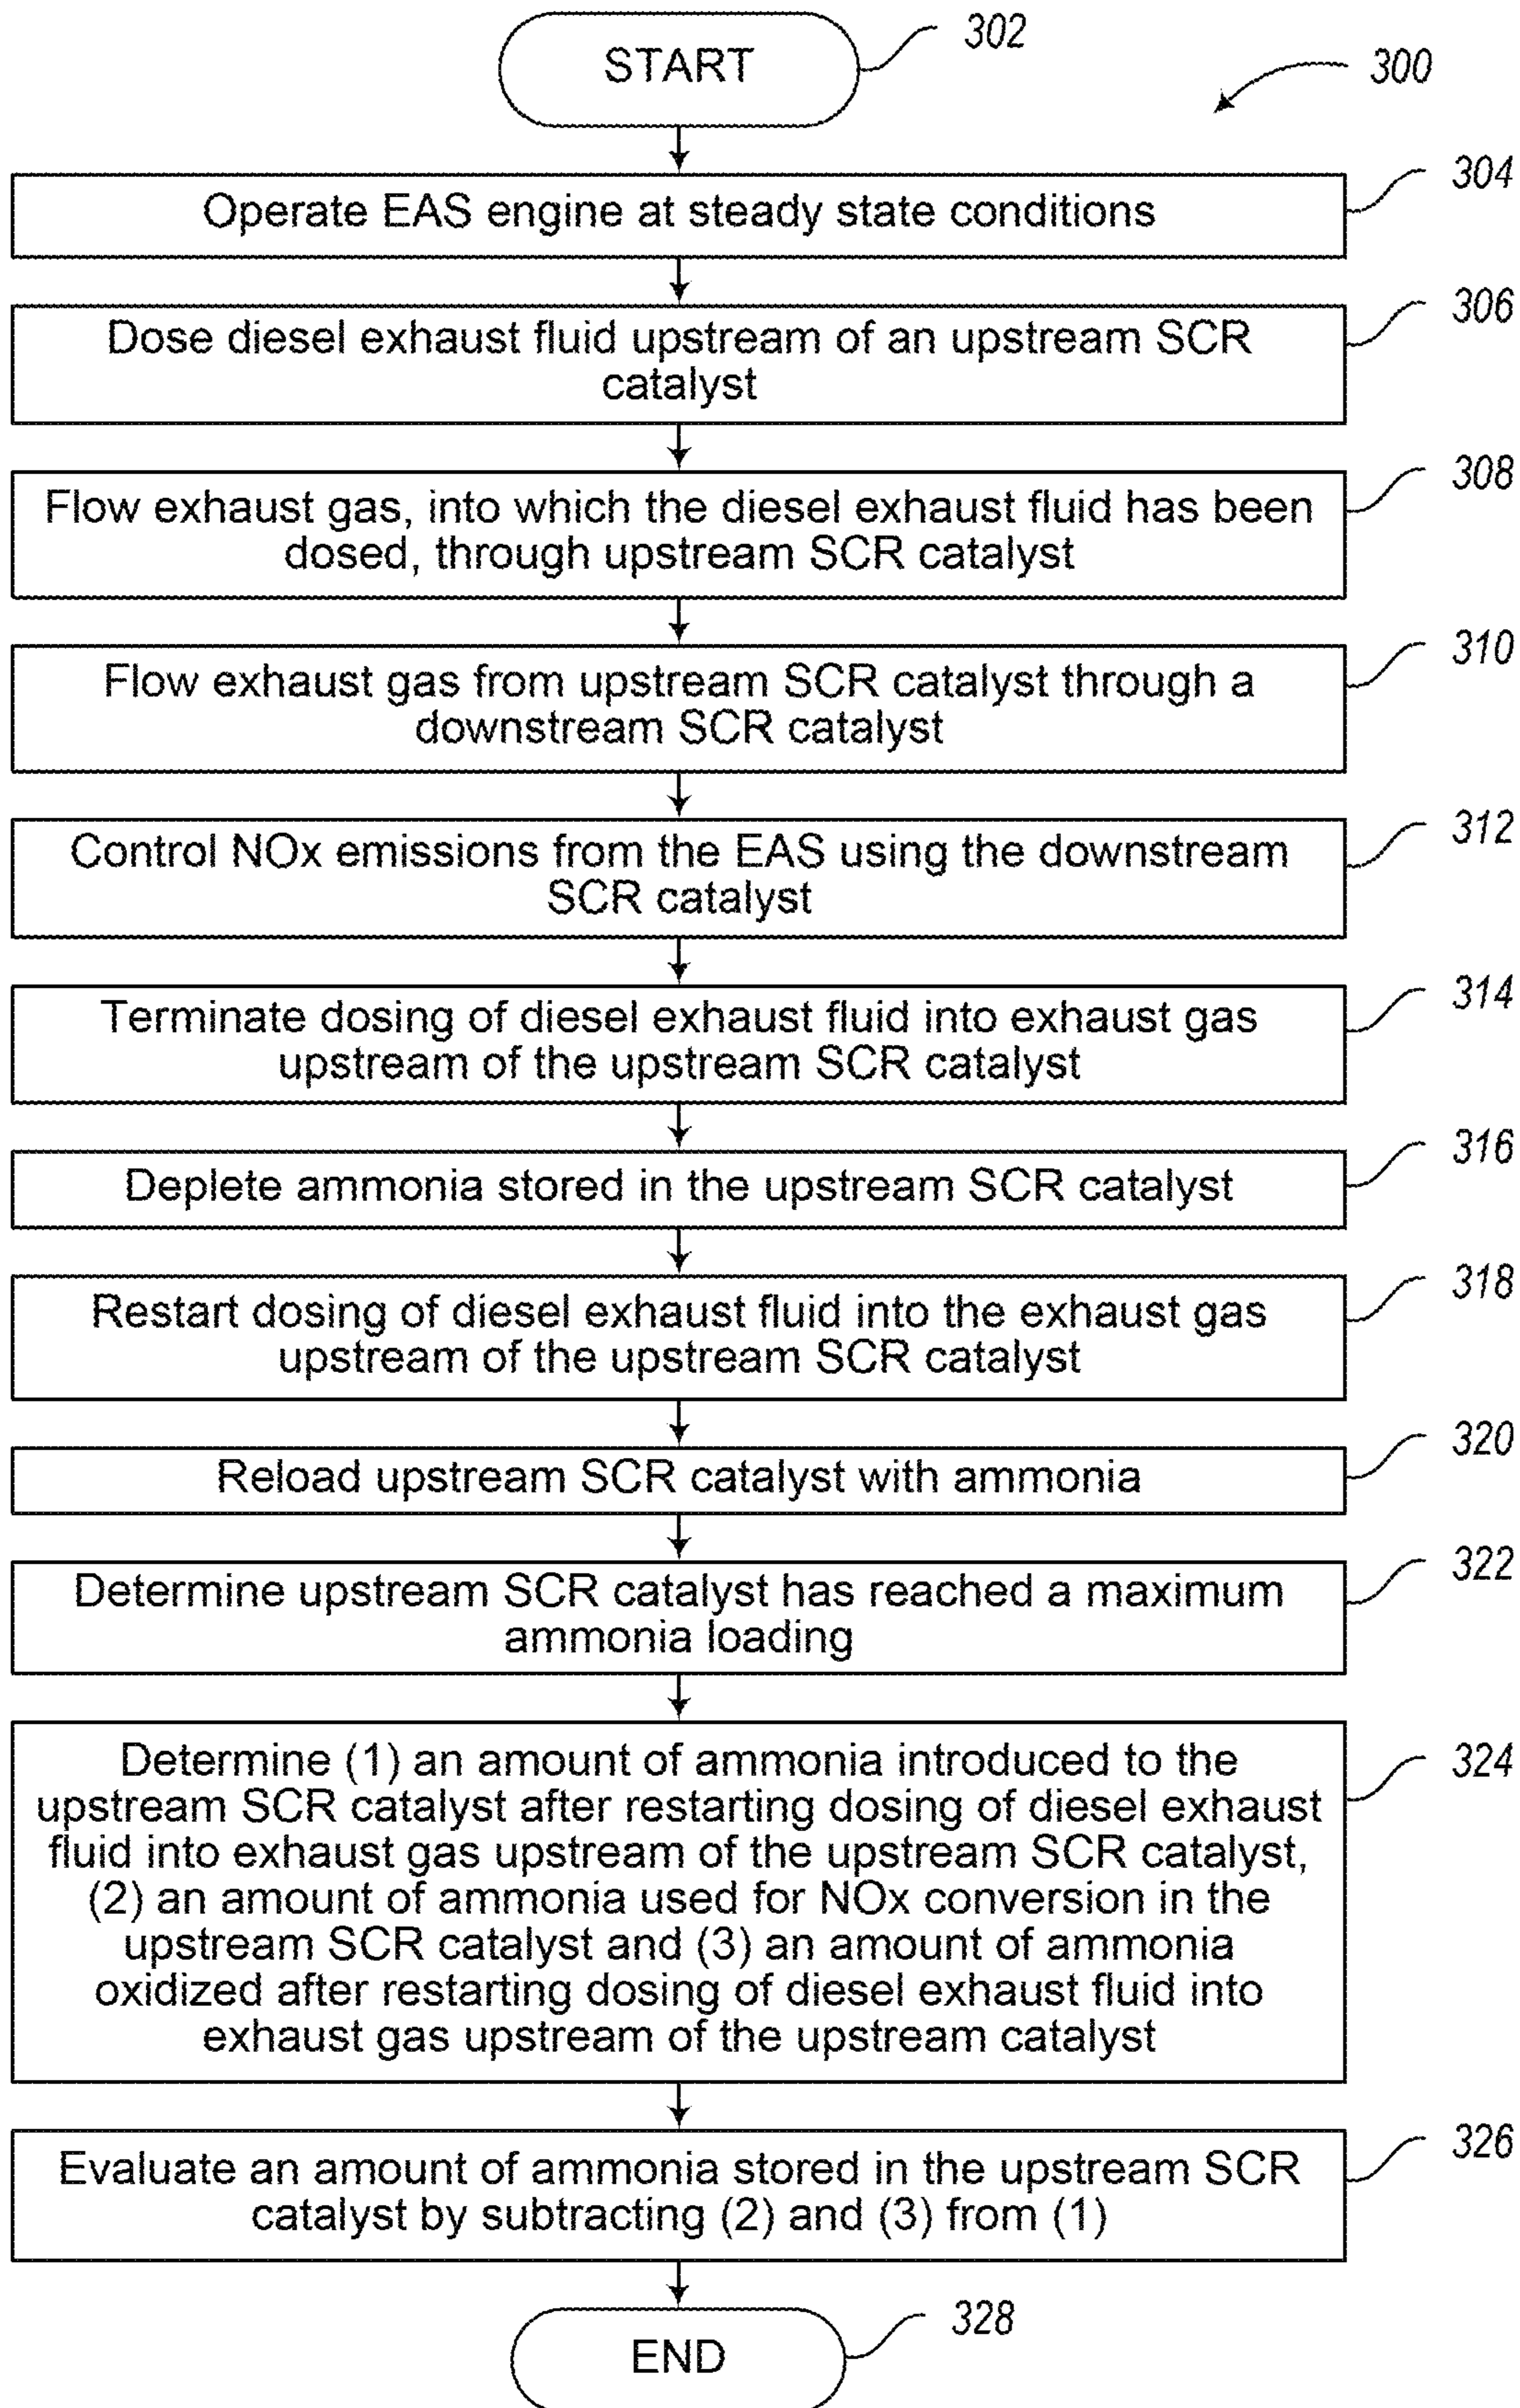 START
302
300
304
Operate EAS engine at steady state conditions
306
Dose diesel exhaust fluid upstream of an upstream SCR
catalyst
308
Flow exhaust gas, into which the diesel exhaust fluid has been
dosed, through upstream SCR catalyst
310
Flow exhaust gas from upstream SCR catalyst through a
downstream SCR catalyst
312
Control NOx emissions from the EAS using the downstream
SCR catalyst
314
Terminate dosing of diesel exhaust fluid into exhaust gas
upstream of the upstream SCR catalyst
316
Deplete ammonia stored in the upstream SCR catalyst
318
Restart dosing of diesel exhaust fluid into the exhaust gas
upstream of the upstream SCR catalyst
320
Reload upstream SCR catalyst with ammonia
322
Determine upstream SCR catalyst has reached a maximum
ammonia loading
324
Determine (1) an amount of ammonia introduced to the
upstream SCR catalyst after restarting dosing of diesel exhaust
fluid into exhaust gas upstream of the upstream SCR catalyst,
(2) an amount of ammonia used for NOx conversion in the
upstream SCR catalyst and (3) an amount of ammonia
oxidized after restarting dosing of diesel exhaust fluid into
exhaust gas upstream of the upstream catalyst
326
Evaluate an amount of ammonia stored in the upstream SCR
catalyst by subtracting (2) and (3) from (1)
328
END